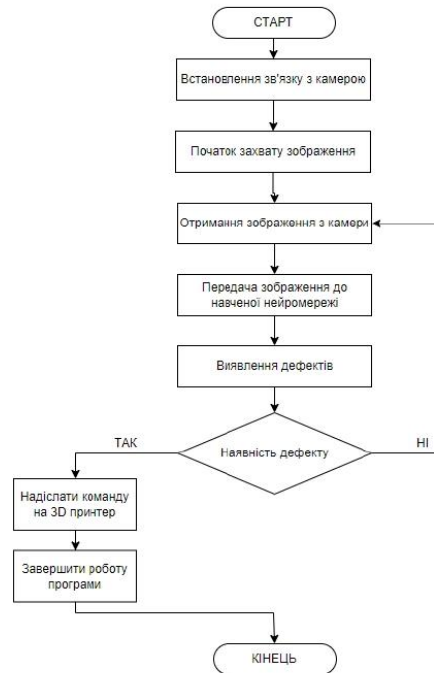 СТАРТ
Встановлення зв'язку з камерою
Початок захвату зображення
Отримання зображення з камери
Передача зображення до
навченої нейромережі
Виявлення дефектів
Наявність дефекту
ТАК
НІ
Надіслати команду
на 3D принтер
Завершити роботу
програми
КІНЕЦЬ